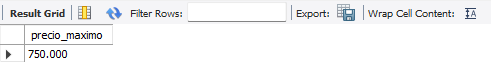 Result Grid Filter Rows: Export: Wrap Cell Content:
precio_maximo
750.000